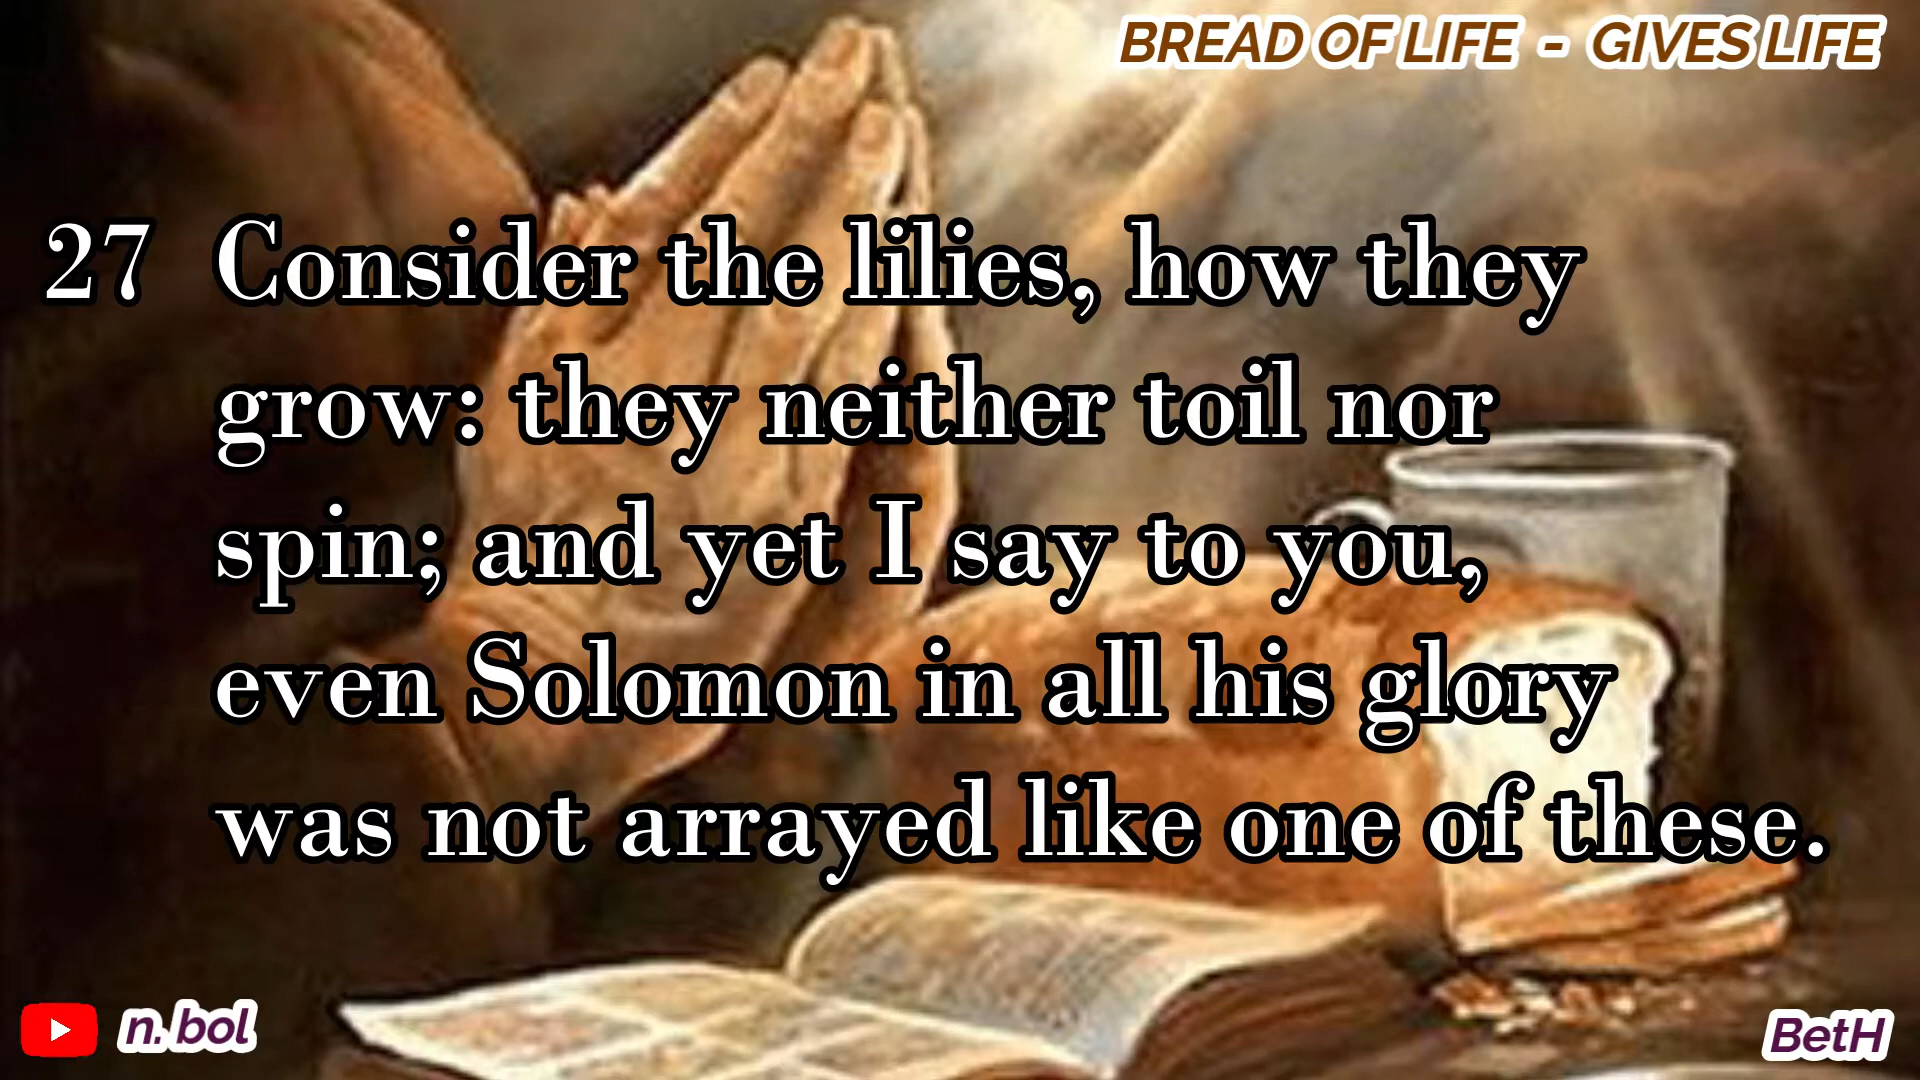 BREAD OF LIFE - GIVES LIFE
27 Consider the lilies, how they
grow: they neither toil nor
spin; and yet I say to you,
even Solomon in all his glory
was not arrayed like one of these.
n. bol
BetH